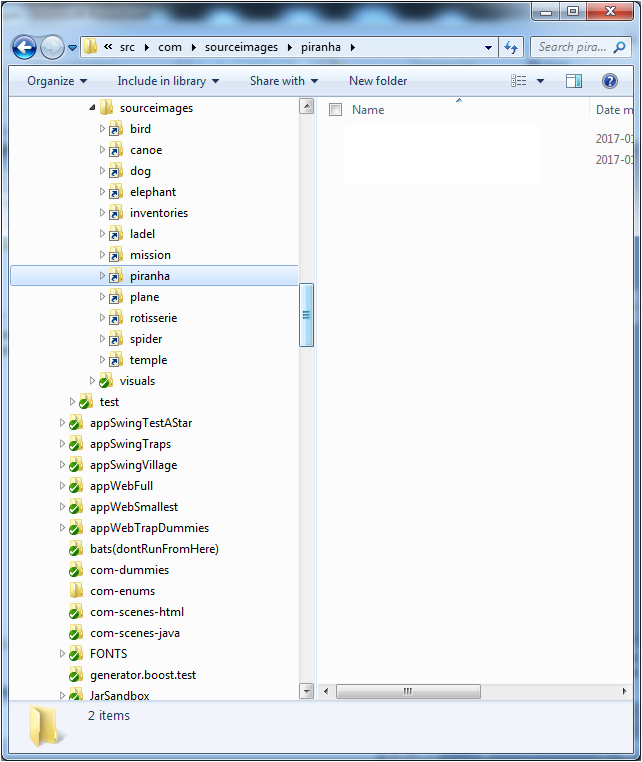 « src com sourceimages piranha
Search pira...
Organize Include in library Share with New folder
sourceimages
bird
canoe
dog
elephant
inventories
ladel
mission
piranha
plane
rotisserie
spider
temple
visuals
test
appSwingTestAStar
appSwingTraps
appSwingVillage
appWebFull
appWebSmallest
appWebTrapDummies
bats(dontRunFromHere)
com-dummies
com-enums
com-scenes-html
com-scenes-java
FONTS
generator.boost.test
JarSandbox
Name Date m
2017-01
2017-01
2 items